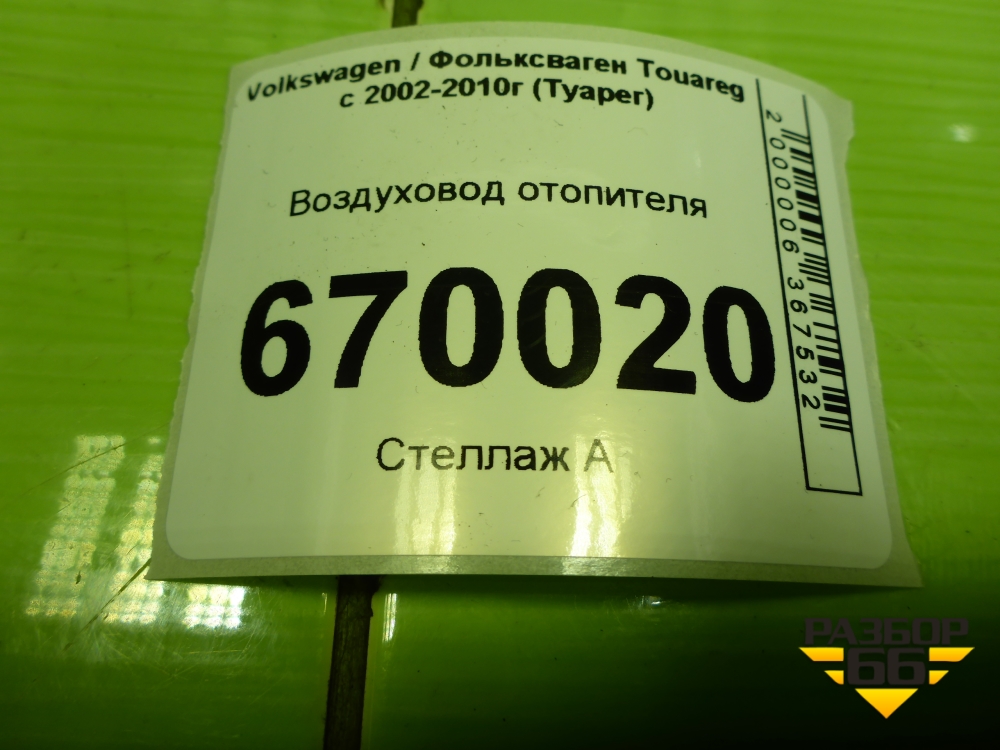 Volkswagen / Фольксваген Touareg
с 2002-2010г (Туарег)
Воздуховод отопителя
670020
Стеллаж А
2000006367532
РАЗБОР
66